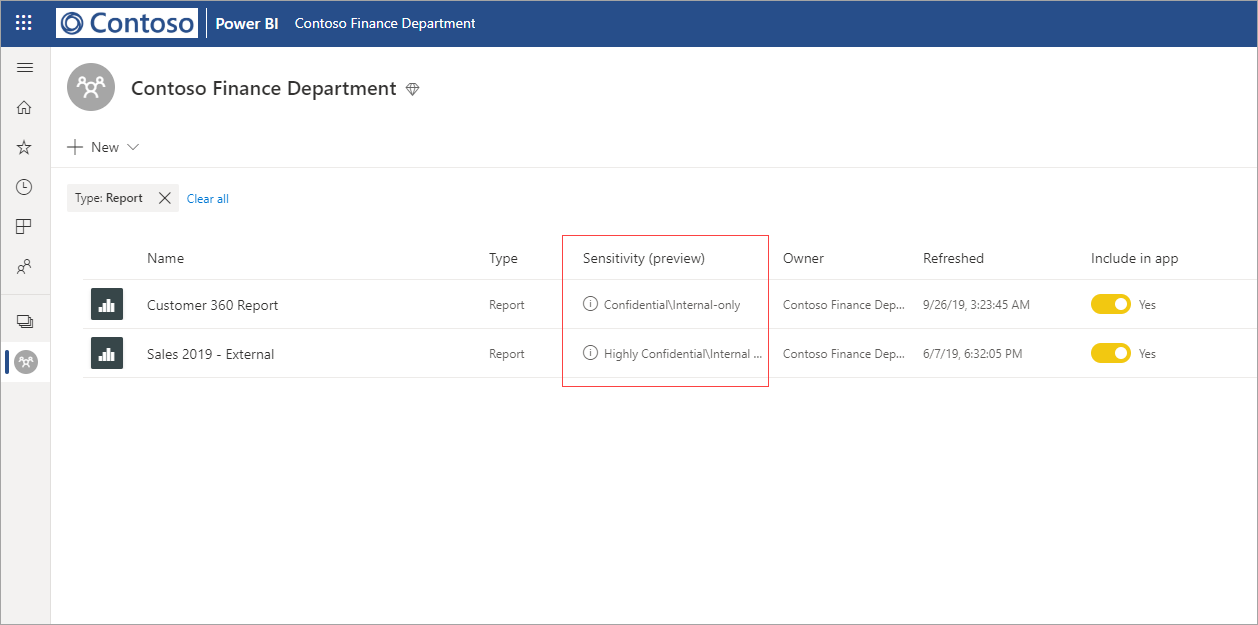 Contoso Power BI Contoso Finance Department
Contoso Finance Department
New
Type: Report Clear all
Name Type Sensitivity (preview) Owner Refreshed Include in app
Customer 360 Report Report Confidential\Internal-only Contoso Finance Dep... 9/26/19, 3:23:45 AM Yes
Sales 2019 - External Report Highly Confidential\Internal ... Contoso Finance Dep... 6/7/19, 6:32:05 PM Yes